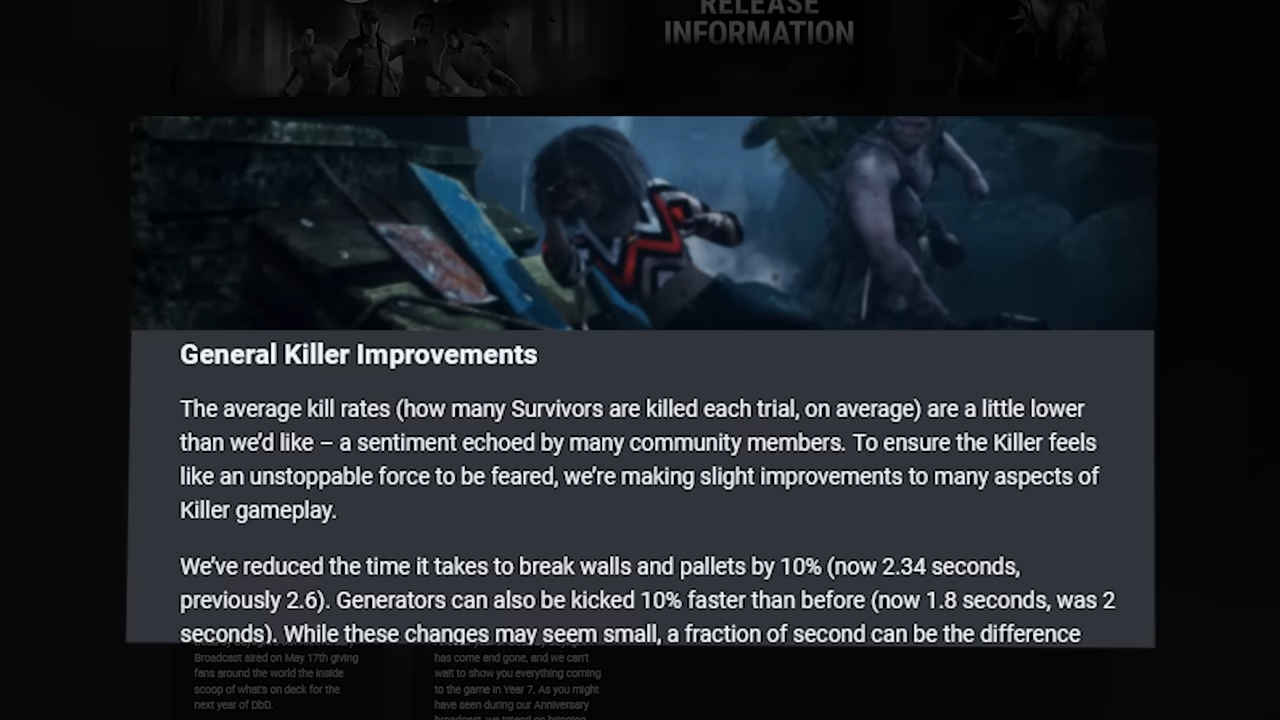 RELEASE
INFORMATION
General Killer Improvements
The average kill rates (how many Survivors are killed each trial, on average) are a little lower
than we'd like – a sentiment echoed by many community members. To ensure the Killer feels
like an unstoppable force to be feared, we're making slight improvements to many aspects of
Killer gameplay.
We've reduced the time it takes to break walls and pallets by 10% (now 2.34 seconds,
previously 2.6). Generators can also be kicked 10% faster than before (now 1.8 seconds, was 2
seconds). While these changes may seem small, a fraction of second can be the difference
Broadcast aired on May 17th giving
fans around the world the inside
scoop of what's on deck for the
next year of DbD.
has come and gone, and we can't
wait to show you everything coming
to the game in Year 7. As you might
have seen during our Anniversary
broadcast, we intend on bringing